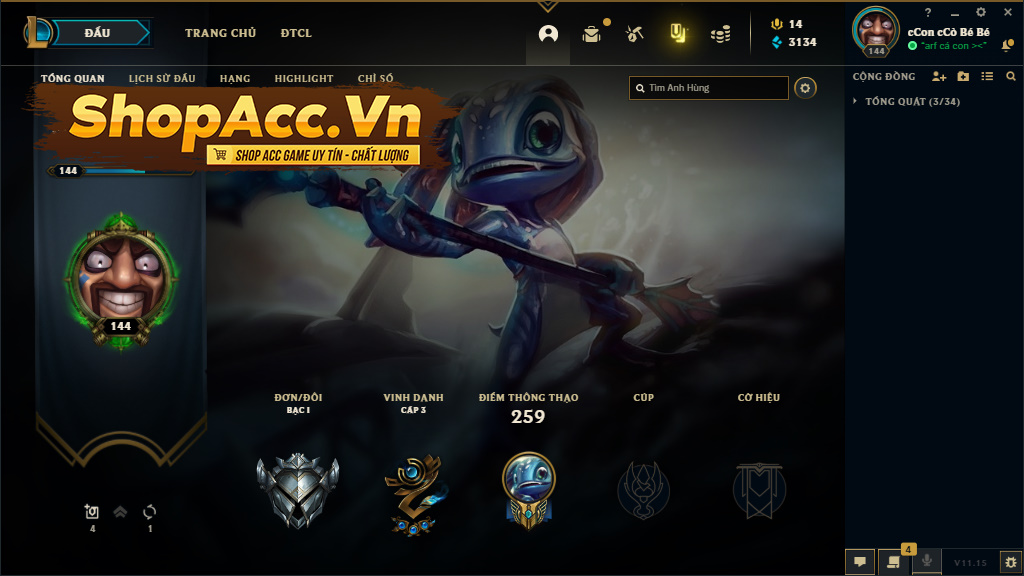 ĐẤU
TRANG CHỦ
ĐTCL
14
3134
?
cCon cCò Bé Bé
"arf cá con ><"
144
TỔNG QUAN
LỊCH SỬ ĐẤU
HẠNG
HIGHLIGHT
CHỈ SỐ
Tìm Anh Hùng
CỘNG ĐỒNG
TỔNG QUÁT (3/34)
ShopAcc.Vn
SHOP ACC GAME UY TÍN - CHẤT LƯỢNG
144
144
ĐƠN/ĐÔI
BẠC I
VINH DANH
CẤP 3
ĐIỂM THÔNG THẠO
259
CÚP
CỜ HIỆU
4
1
4
V11.15